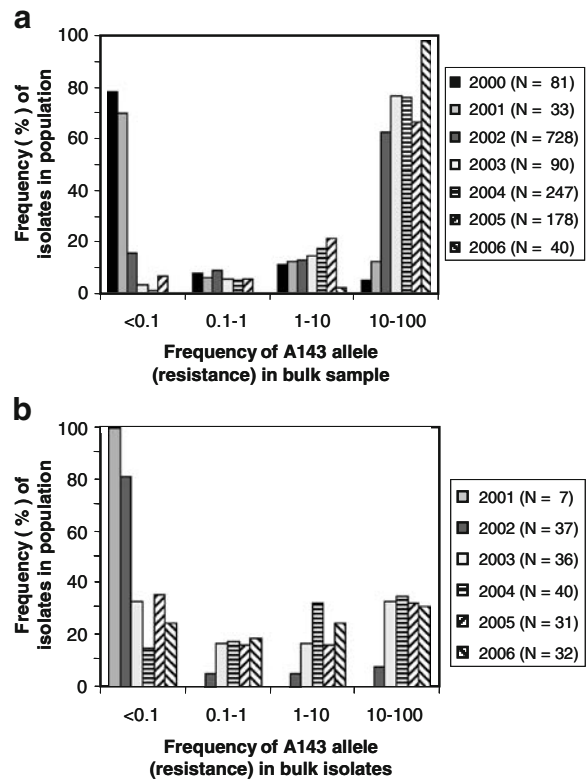 a
Frequency (%) of
isolates in population
100
80
60
40
20
0
<0.1
0.1-1
1-10
10-100
Frequency of A143 allele
(resistance) in bulk sample
2000 (N = 81)
2001 (N = 33)
2002 (N = 728)
2003 (N = 90)
2004 (N = 247)
2005 (N = 178)
2006 (N = 40)
b
Frequency (%) of
isolates in population
100
80
60
40
20
0
<0.1
0.1-1
1-10
10-100
Frequency of A143 allele
(resistance) in bulk isolates
2001 (N = 7)
2002 (N = 37)
2003 (N = 36)
2004 (N = 40)
2005 (N = 31)
2006 (N = 32)